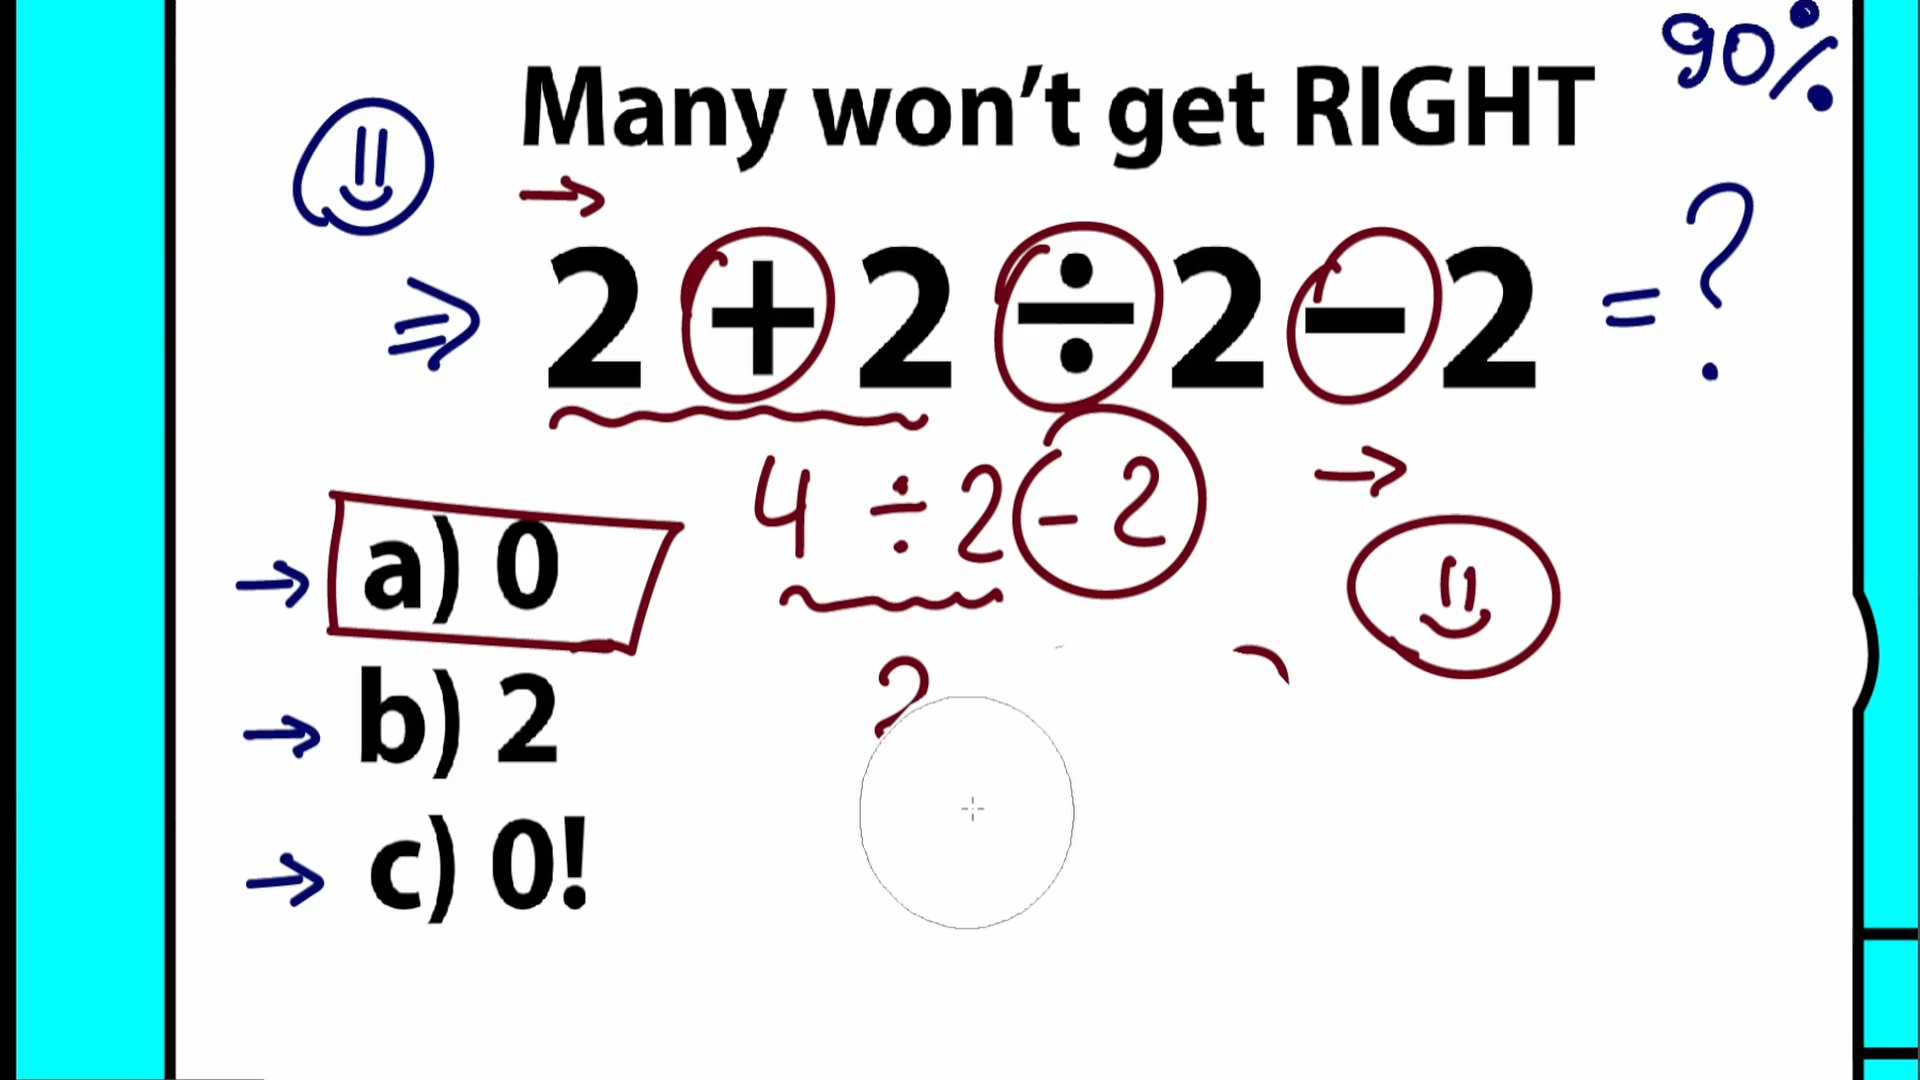 90%
Many won’t get RIGHT
2 + 2 ÷ 2 − 2 = ?
4 ÷ 2 - 2
a) 0
2
b) 2
c) 0!